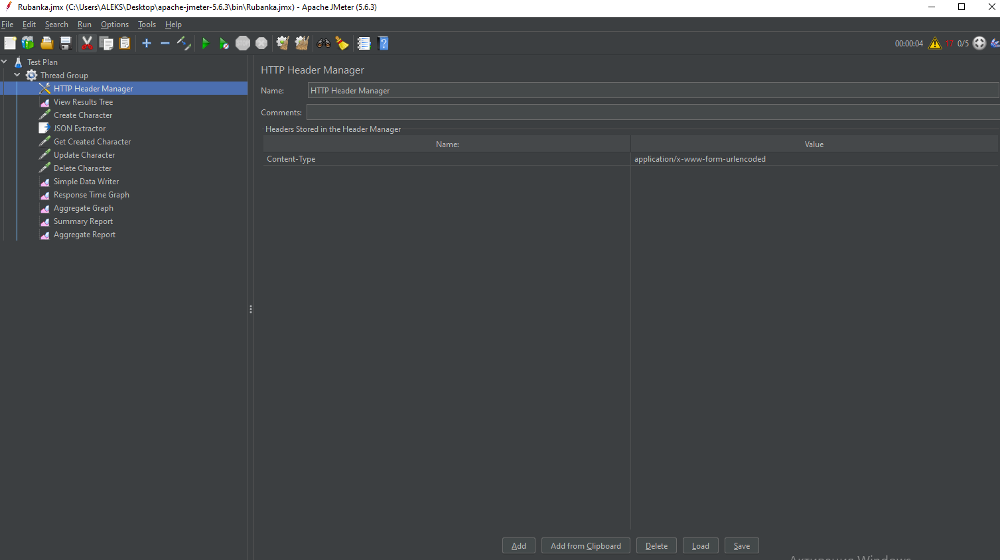 Rubanka.jmx (C:\Users\ALEKS\Desktop\apache-jmeter-5.6.3\bin\Rubanka.jmx) - Apache JMeter (5.6.3)
File Edit Search Run Options Tools Help
STOP
00:00:04 17 0/5
Test Plan
Thread Group
HTTP Header Manager
View Results Tree
Create Character
JSON Extractor
Get Created Character
Update Character
Delete Character
Simple Data Writer
Response Time Graph
Aggregate Graph
Summary Report
Aggregate Report
HTTP Header Manager
Name: HTTP Header Manager
Comments:
Headers Stored in the Header Manager
Name: Value
Content-Type application/x-www-form-urlencoded
Add Add from Clipboard Delete Load Save
Активация Windows